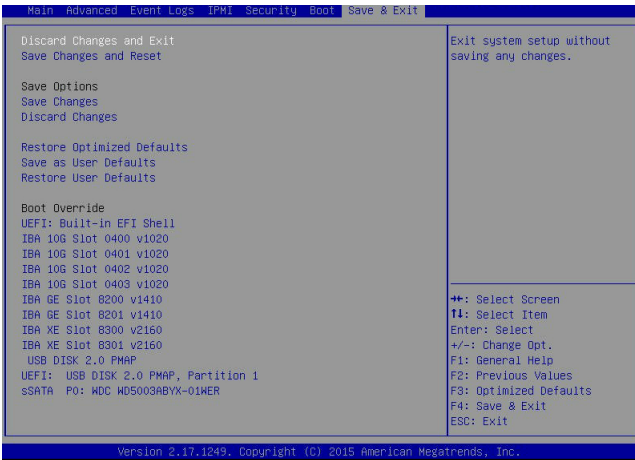 Main Advanced Event Logs IPMI Security Boot Save & Exit
Discard Changes and Exit
Save Changes and Reset
Save Options
Save Changes
Discard Changes
Restore Optimized Defaults
Save as User Defaults
Restore User Defaults
Boot Override
UEFI: Built-in EFI Shell
IBA 10G Slot 0400 v1020
IBA 10G Slot 0401 v1020
IBA 10G Slot 0402 v1020
IBA 10G Slot 0403 v1020
IBA GE Slot 8200 v1410
IBA GE Slot 8201 v1410
IBA XE Slot 8300 v2160
IBA XE Slot 8301 v2160
USB DISK 2.0 PMAP
UEFI: USB DISK 2.0 PMAP, Partition 1
sSATA P0: WDC WD5003ABYX-01WER
Exit system setup without
saving any changes.
→←: Select Screen
↑↓: Select Item
Enter: Select
+/-: Change Opt.
F1: General Help
F2: Previous Values
F3: Optimized Defaults
F4: Save & Exit
ESC: Exit
Version 2.17.1249. Copyright (C) 2015 American Megatrends, Inc.